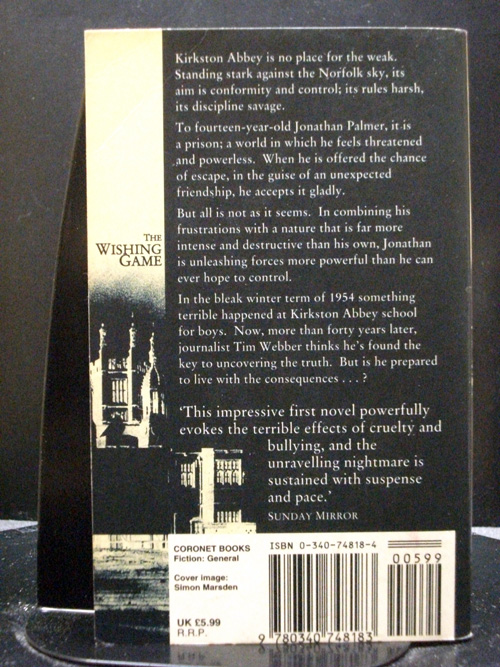 Kirkston Abbey is no place for the weak.
Standing stark against the Norfolk sky, its
aim is conformity and control; its rules harsh,
its discipline savage.
To fourteen-year-old Jonathan Palmer, it is
a prison; a world in which he feels threatened
and powerless. When he is offered the chance
of escape, in the guise of an unexpected
friendship, he accepts it gladly.
But all is not as it seems. In combining his
frustrations with a nature that is far more
intense and destructive than his own, Jonathan
is unleashing forces more powerful than he can
ever hope to control.
In the bleak winter term of 1954 something
terrible happened at Kirkston Abbey school
for boys. Now, more than forty years later,
journalist Tim Webber thinks he's found the
key to uncovering the truth. But is he prepared
to live with the consequences . . . ?
THE
WISHING
GAME
'This impressive first novel powerfully
evokes the terrible effects of cruelty and
bullying, and the
unravelling nightmare is
sustained with suspense
and pace.'
SUNDAY MIRROR
CORONET BOOKS
Fiction: General
Cover image:
Simon Marsden
UK £5.99
R.R.P.
ISBN 0-340-74818-4
00599
9 780340 748183